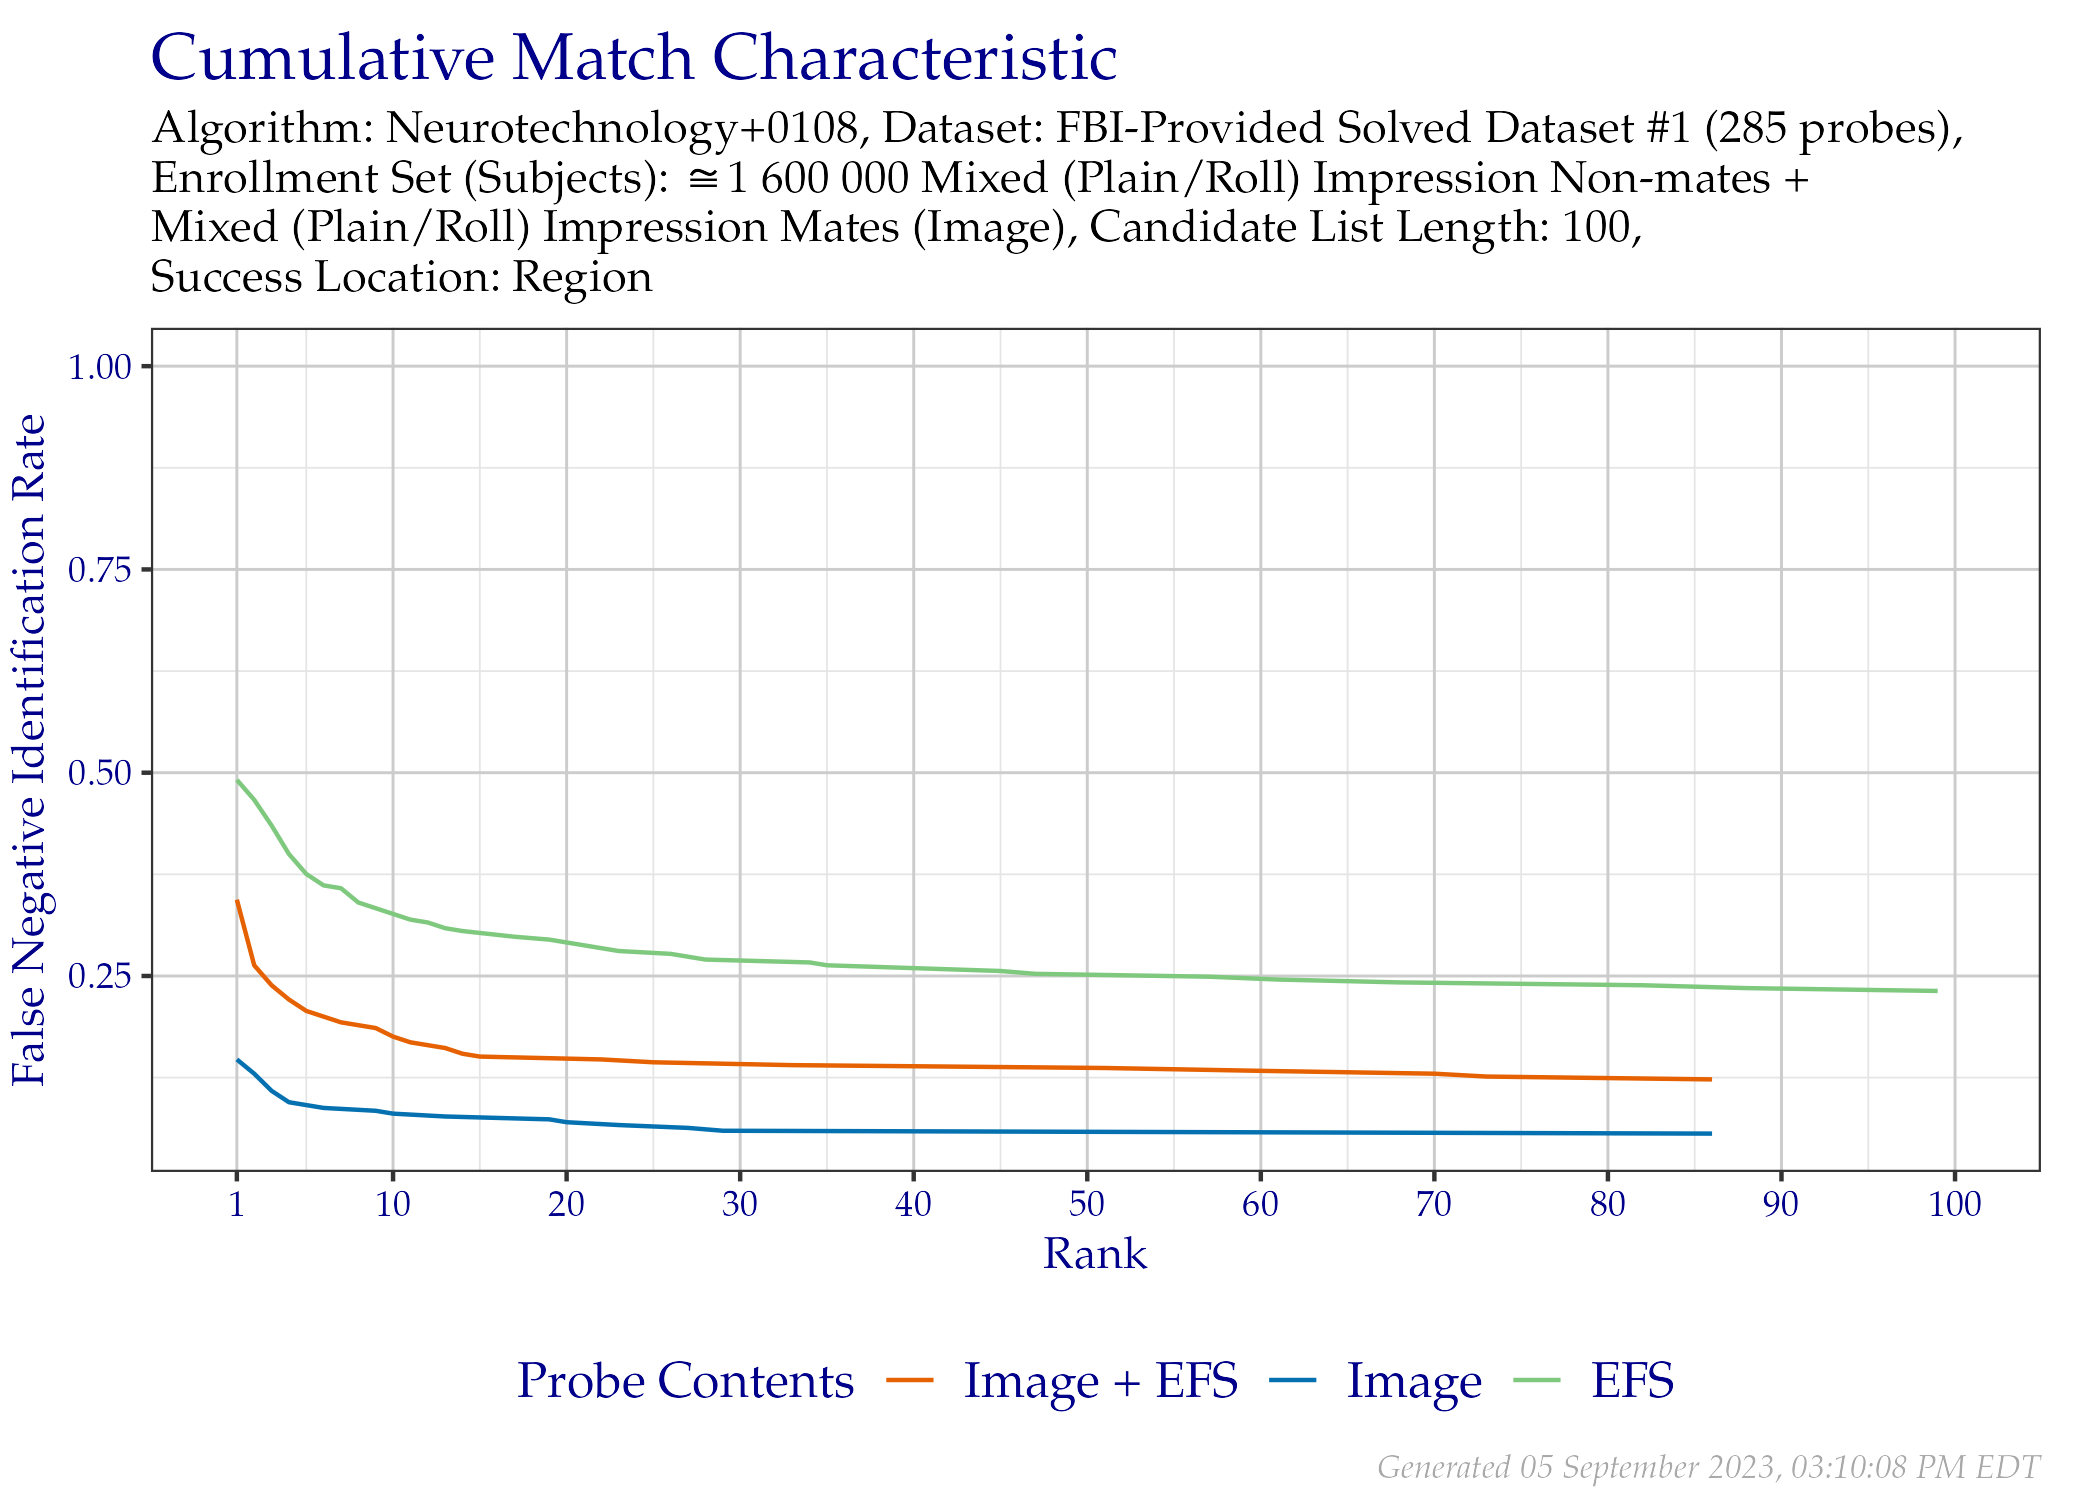 Cumulative Match Characteristic
Algorithm: Neurotechnology+0108, Dataset: FBI-Provided Solved Dataset #1 (285 probes),
Enrollment Set (Subjects): ≅ 1 600 000 Mixed (Plain/Roll) Impression Non-mates +
Mixed (Plain/Roll) Impression Mates (Image), Candidate List Length: 100,
Success Location: Region
False Negative Identification Rate
1.00
0.75
0.50
0.25
1 10 20 30 40 50 60 70 80 90 100
Rank
Probe Contents Image + EFS Image EFS
Generated 05 September 2023, 03:10:08 PM EDT